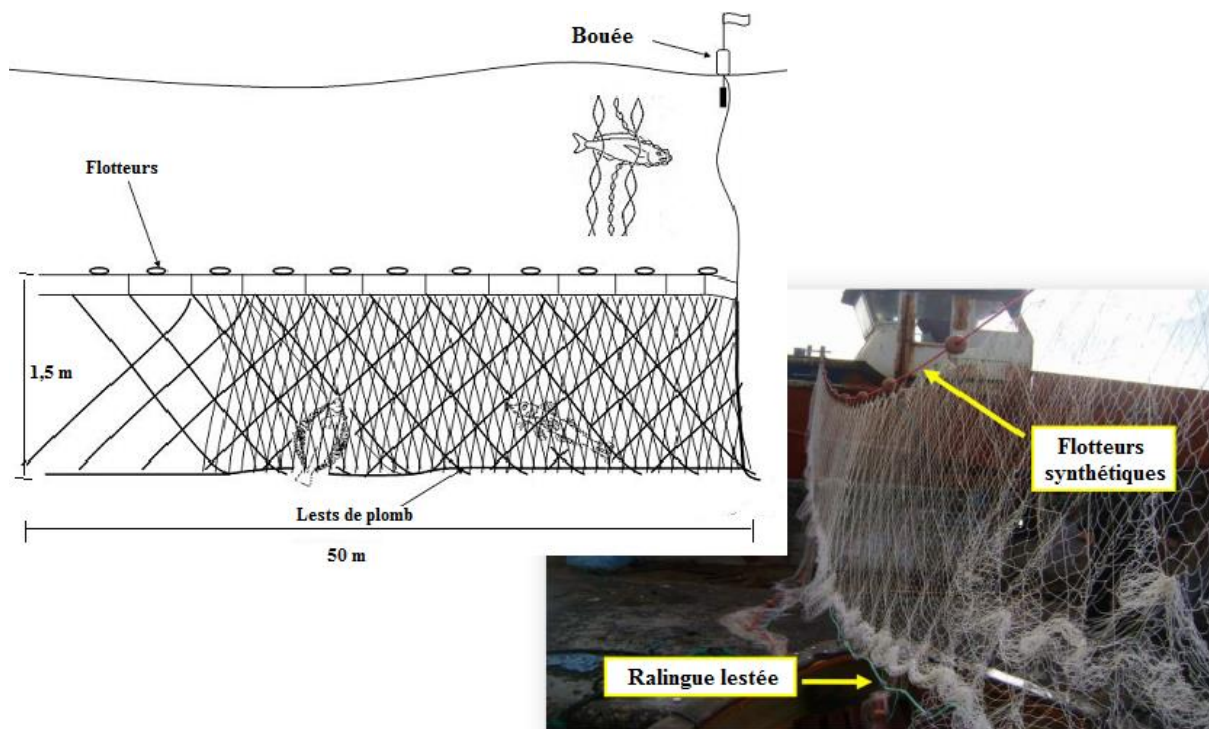 Bouée
Flotteurs
1,5 m
Lests de plomb
50 m
Flotteurs
synthétiques
Ralingue lestée